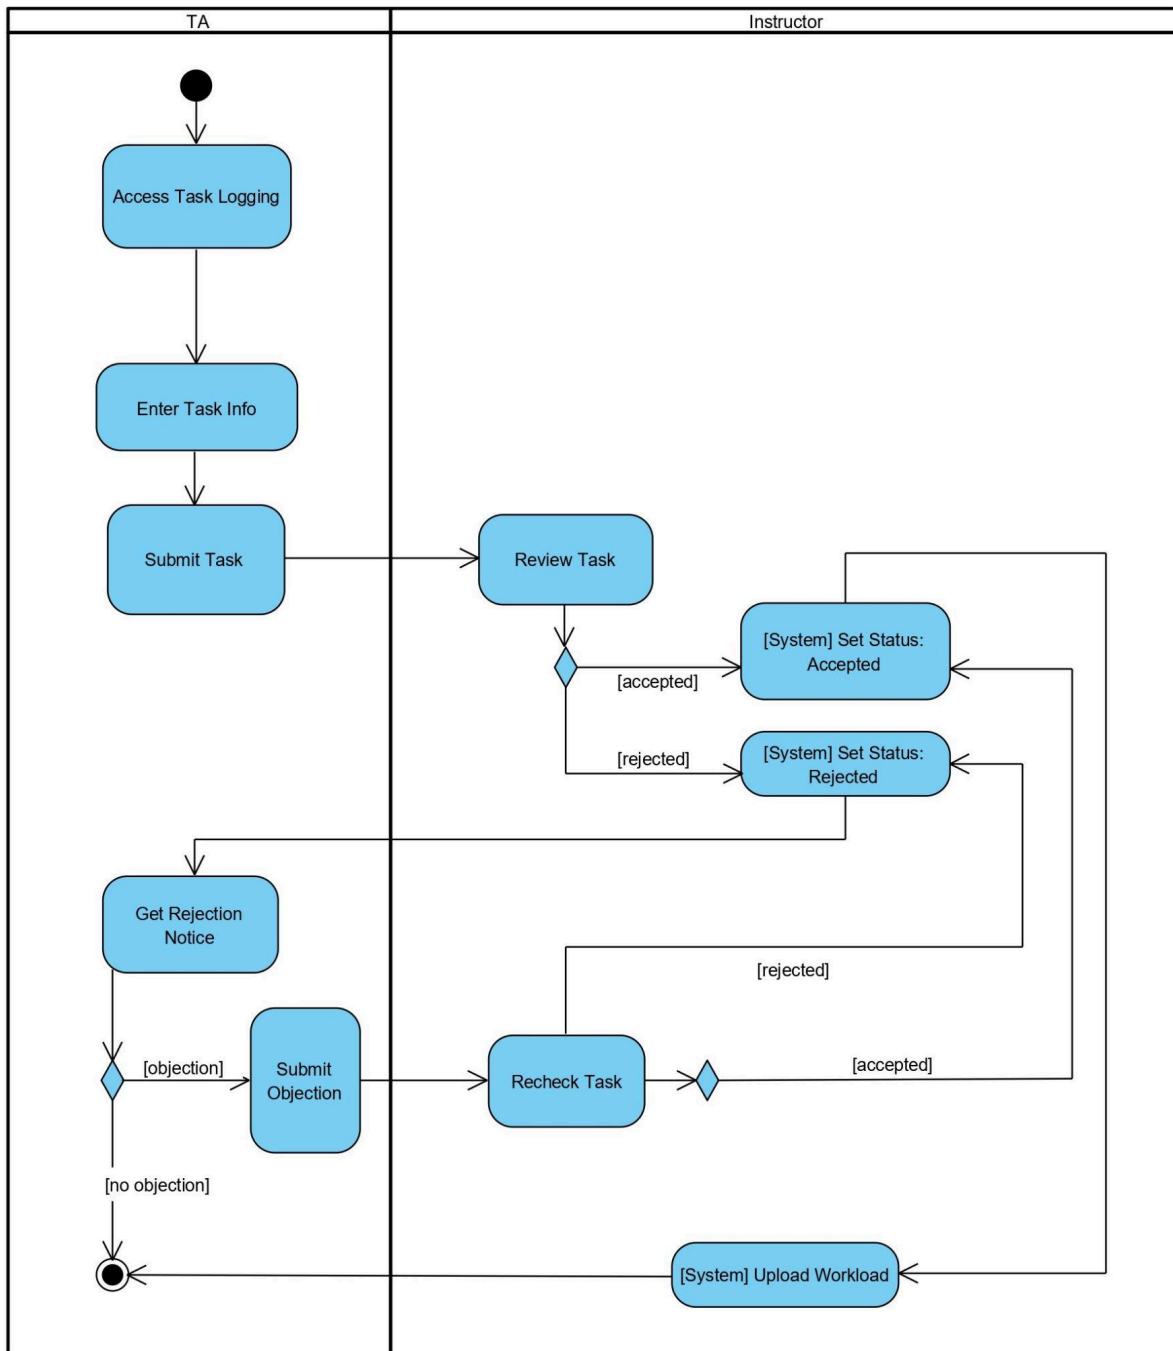 TA
Instructor
Access Task Logging
Enter Task Info
Submit Task
Review Task
[System] Set Status:
Accepted
[accepted]
[System] Set Status:
Rejected
[rejected]
Get Rejection
Notice
[rejected]
[objection]
Submit
Objection
Recheck Task
[accepted]
[no objection]
[System] Upload Workload